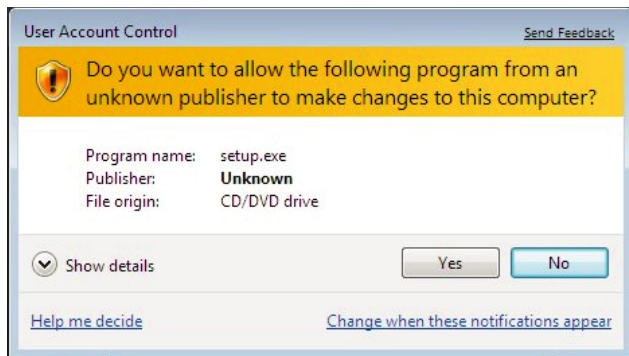 User Account Control
Send Feedback
Do you want to allow the following program from an
unknown publisher to make changes to this computer?
Program name: setup.exe
Publisher: Unknown
File origin: CD/DVD drive
Show details
Yes
No
Help me decide
Change when these notifications appear